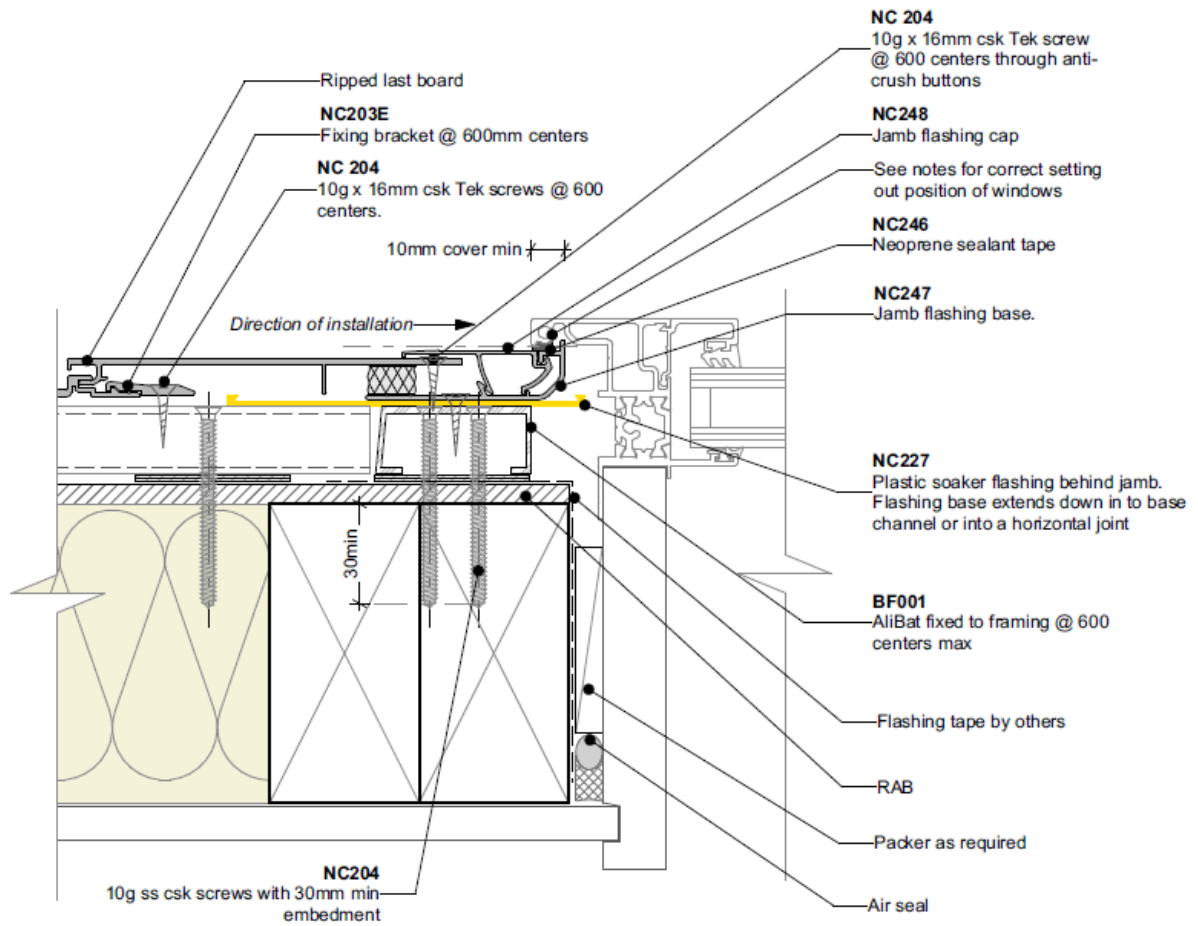 NC 204
10g x 16mm csk Tek screw
@ 600 centers through anti-
crush buttons
Ripped last board
NC203E
Fixing bracket @ 600mm centers
NC248
Jamb flashing cap
NC 204
10g x 16mm csk Tek screws @ 600
centers.
See notes for correct setting
out position of windows
10mm cover min
NC246
Neoprene sealant tape
NC247
Jamb flashing base.
Direction of installation
NC227
Plastic soaker flashing behind jamb.
Flashing base extends down in to base
channel or into a horizontal joint
30min
BF001
AliBat fixed to framing @ 600
centers max
Flashing tape by others
RAB
Packer as required
NC204
10g ss csk screws with 30mm min
embedment
Air seal